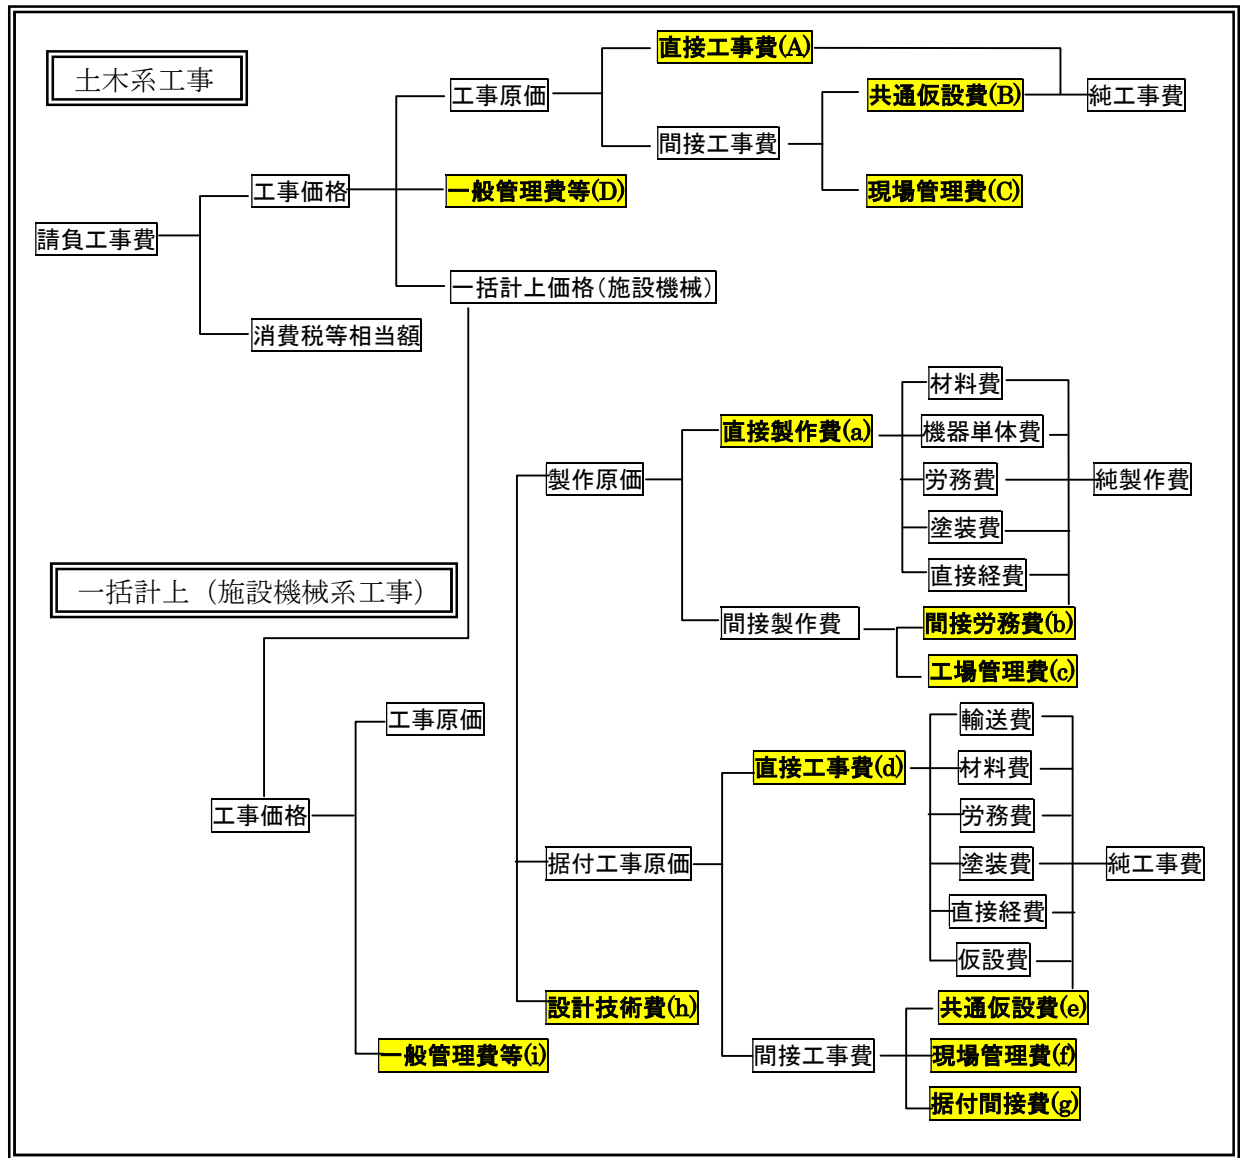 土木系工事
直接工事費(A)
工事原価
共通仮設費(B)
純工事費
間接工事費
工事価格
一般管理費等(D)
現場管理費(C)
請負工事費
一括計上価格（施設機械）
消費税等相当額
材料費
直接製作費(a)
機器単体費
製作原価
労務費
純製作費
塗装費
一括計上（施設機械系工事）
直接経費
間接製作費
間接労務費(b)
工場管理費(c)
工事原価
輸送費
直接工事費(d)
材料費
工事価格
労務費
据付工事原価
塗装費
純工事費
直接経費
仮設費
設計技術費(h)
共通仮設費(e)
一般管理費等(i)
間接工事費
現場管理費(f)
据付間接費(g)